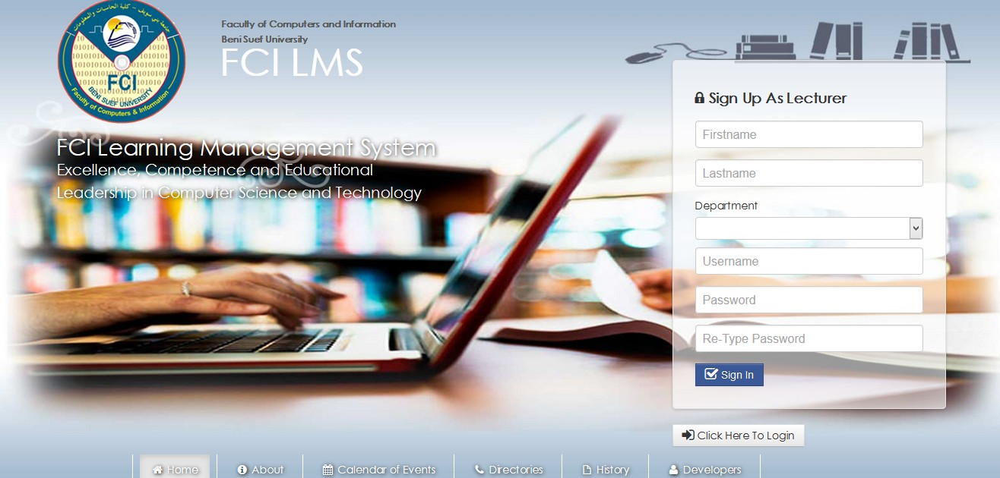 جامعة بنى سويف - كلية الحاسبات والمعلومات
FCI
BENI SUEF UNIVERSITY
Faculty of Computers & Information
Faculty of Computers and Information
Beni Suef University
FCI LMS
FCI Learning Management System
Excellence, Competence and Educational
Leadership in Computer Science and Technology
Sign Up As Lecturer
Firstname
Lastname
Department
Username
Password
Re-Type Password
Sign In
Click Here To Login
Home
About
Calendar of Events
Directories
History
Developers